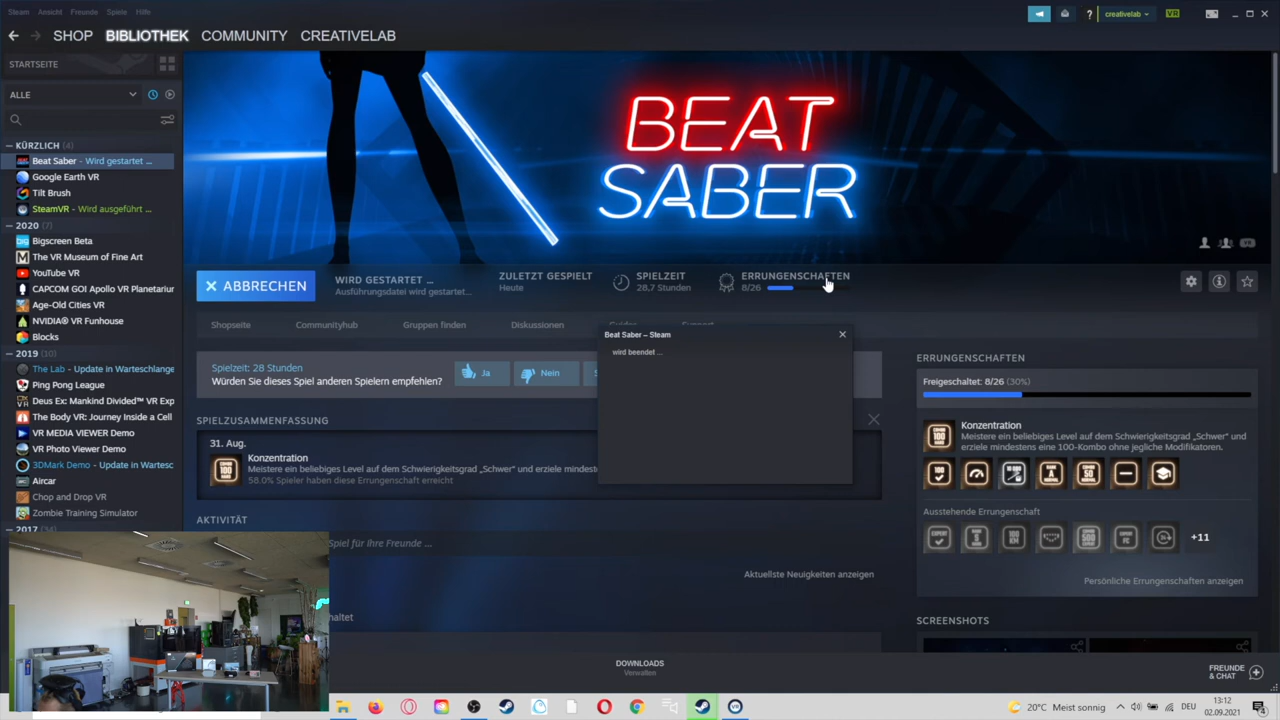 Steam Ansicht Freunde Spiele Hilfe
creativelab
VR
SHOP BIBLIOTHEK COMMUNITY CREATIVELAB
STARTSEITE
ALLE
KÜRZLICH (4)
Beat Saber - Wird gestartet ...
Google Earth VR
Tilt Brush
SteamVR - Wird ausgeführt ...
2020 (7)
Bigscreen Beta
The VR Museum of Fine Art
YouTube VR
CAPCOM GO! Apollo VR Planetariur
Age-Old Cities VR
NVIDIA® VR Funhouse
Blocks
2019 (10)
The Lab - Update in Warteschlange
Ping Pong League
Deus Ex: Mankind Divided™ VR Exp
The Body VR: Journey Inside a Cell
VR MEDIA VIEWER Demo
VR Photo Viewer Demo
3DMark Demo - Update in Wartesc
Aircar
Chop and Drop VR
Zombie Training Simulator
2017 (34)
BEAT
SABER
ABBRECHEN
WIRD GESTARTET ...
Ausführungsdatei wird gestartet...
ZULETZT GESPIELT
Heute
SPIELZEIT
28,7 Stunden
ERRUNGENSCHAFTEN
8/26
Shopseite Communityhub Gruppen finden Diskussionen Guides Support
Beat Saber – Steam
wird beendet ...
Spielzeit: 28 Stunden
Würden Sie dieses Spiel anderen Spielern empfehlen?
Ja
Nein
SPIELZUSAMMENFASSUNG
31. Aug.
Konzentration
Meistere ein beliebiges Level auf dem Schwierigkeitsgrad „Schwer" und erziele mindest
58.0% Spieler haben diese Errungenschaft erreicht
AKTIVITÄT
Spiel für Ihre Freunde ...
Aktuellste Neuigkeiten anzeigen
haltet
ERRUNGENSCHAFTEN
Freigeschaltet: 8/26 (30%)
Konzentration
Meistere ein beliebiges Level auf dem Schwierigkeitsgrad „Schwer" und
erziele mindestens eine 100-Kombo ohne jegliche Modifikatoren.
Ausstehende Errungenschaft
+11
Persönliche Errungenschaften anzeigen
SCREENSHOTS
DOWNLOADS
Verwalten
FREUNDE
& CHAT
20°C Meist sonnig
DEU
13:12
02.09.2021